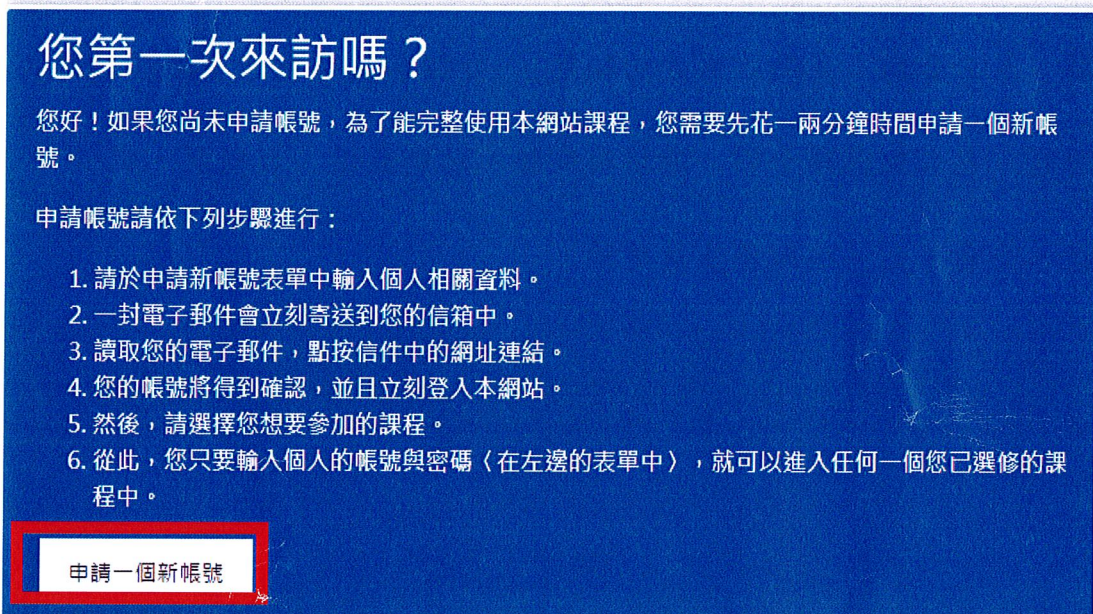 您第一次來訪嗎？
您好！如果您尚未申請帳號，為了能完整使用本網站課程，您需要先花一兩分鐘時間申請一個新帳
號。
申請帳號請依下列步驟進行：
1. 請於申請新帳號表單中輸入個人相關資料。
2. 一封電子郵件會立刻寄送到您的信箱中。
3. 讀取您的電子郵件，點按信件中的網址連結。
4. 您的帳號將得到確認，並且立刻登入本網站。
5. 然後，請選擇您想要參加的課程。
6. 從此，您只要輸入個人的帳號與密碼〈在左邊的表單中〉，就可以進入任何一個您已選修的課
程中。
申請一個新帳號